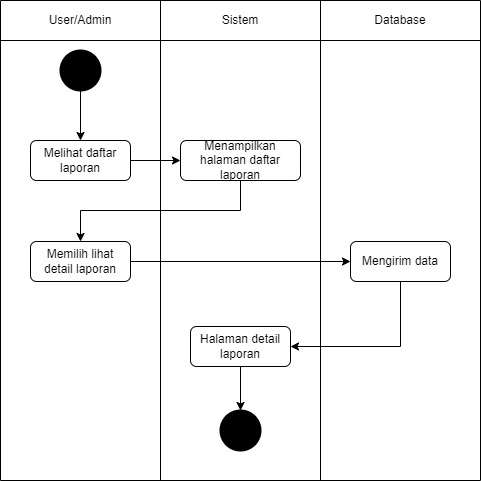 User/Admin
Sistem
Database
Melihat daftar
laporan
Menampilkan
halaman daftar
laporan
Memilih lihat
detail laporan
Mengirim data
Halaman detail
laporan